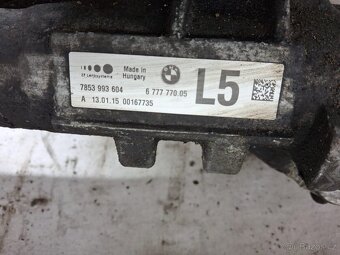 ZF Lenksysteme
Made in
Hungary
L5
7853 993 604
6 777 770.05
A 13.01.15 00167735